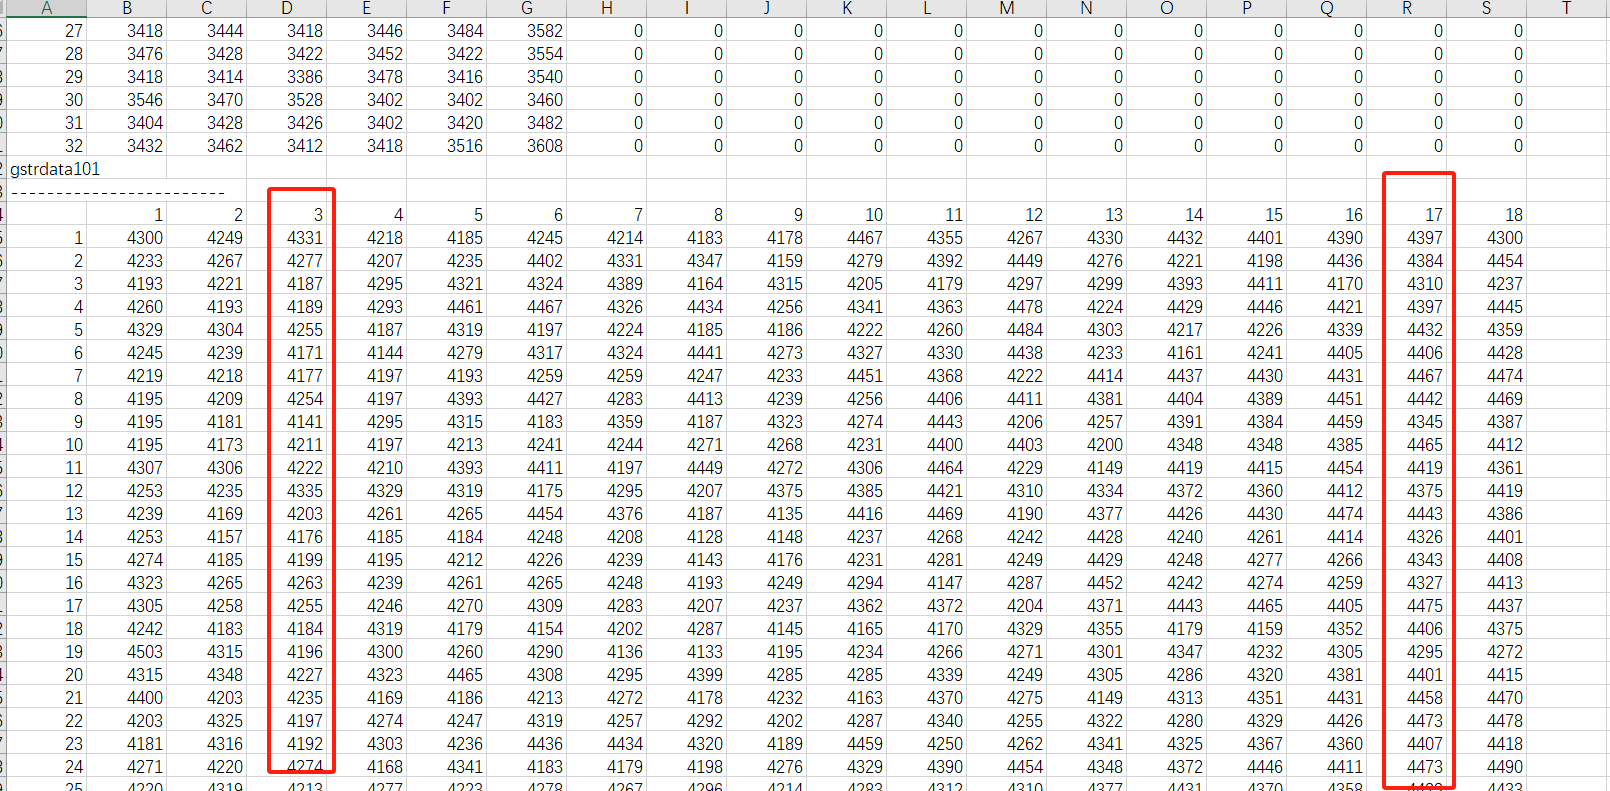 A B C D E F G H I J K L M N O P Q R S T
27 3418 3444 3418 3446 3484 3582 0 0 0 0 0 0 0 0 0 0 0 0
28 3476 3428 3422 3452 3422 3554 0 0 0 0 0 0 0 0 0 0 0 0
29 3418 3414 3386 3478 3416 3540 0 0 0 0 0 0 0 0 0 0 0 0
30 3546 3470 3528 3402 3402 3460 0 0 0 0 0 0 0 0 0 0 0 0
31 3404 3428 3426 3402 3420 3482 0 0 0 0 0 0 0 0 0 0 0 0
32 3432 3462 3412 3418 3516 3608 0 0 0 0 0 0 0 0 0 0 0 0
gstrdata101
------------------------
1 2 3 4 5 6 7 8 9 10 11 12 13 14 15 16 17 18
1 4300 4249 4331 4218 4185 4245 4214 4183 4178 4467 4355 4267 4330 4432 4401 4390 4397 4300
2 4233 4267 4277 4207 4235 4402 4331 4347 4159 4279 4392 4449 4276 4221 4198 4436 4384 4454
3 4193 4221 4187 4295 4321 4324 4389 4164 4315 4205 4179 4297 4299 4393 4411 4170 4310 4237
4 4260 4193 4189 4293 4461 4467 4326 4434 4256 4341 4363 4478 4224 4429 4446 4421 4397 4445
5 4329 4304 4255 4187 4319 4197 4224 4185 4186 4222 4260 4484 4303 4217 4226 4339 4432 4359
6 4245 4239 4171 4144 4279 4317 4324 4441 4273 4327 4330 4438 4233 4161 4241 4405 4406 4428
7 4219 4218 4177 4197 4193 4259 4259 4247 4233 4451 4368 4222 4414 4437 4430 4431 4467 4474
8 4195 4209 4254 4197 4393 4427 4283 4413 4239 4256 4406 4411 4381 4404 4389 4451 4442 4469
9 4195 4181 4141 4295 4315 4183 4359 4187 4323 4274 4443 4206 4257 4391 4384 4459 4345 4387
10 4195 4173 4211 4197 4213 4241 4244 4271 4268 4231 4400 4403 4200 4348 4348 4385 4465 4412
11 4307 4306 4222 4210 4393 4411 4197 4449 4272 4306 4464 4229 4149 4419 4415 4454 4419 4361
12 4253 4235 4335 4329 4319 4175 4295 4207 4375 4385 4421 4310 4334 4372 4360 4412 4375 4419
13 4239 4169 4203 4261 4265 4454 4376 4187 4135 4416 4469 4190 4377 4426 4430 4474 4443 4386
14 4253 4157 4176 4185 4184 4248 4208 4128 4148 4237 4268 4242 4428 4240 4261 4414 4326 4401
15 4274 4185 4199 4195 4212 4226 4239 4143 4176 4231 4281 4249 4429 4248 4277 4266 4343 4408
16 4323 4265 4263 4239 4261 4265 4248 4193 4249 4294 4147 4287 4452 4242 4274 4259 4327 4413
17 4305 4258 4255 4246 4270 4309 4283 4207 4237 4362 4372 4204 4371 4443 4465 4405 4475 4437
18 4242 4183 4184 4319 4179 4154 4202 4287 4145 4165 4170 4329 4355 4179 4159 4352 4406 4375
19 4503 4315 4196 4300 4260 4290 4136 4133 4195 4234 4266 4271 4301 4347 4232 4305 4295 4272
20 4315 4348 4227 4323 4465 4308 4295 4399 4285 4285 4339 4249 4305 4286 4320 4381 4401 4415
21 4400 4203 4235 4169 4186 4213 4272 4178 4232 4163 4370 4275 4149 4313 4351 4431 4458 4470
22 4203 4325 4197 4274 4247 4319 4257 4292 4202 4287 4340 4255 4322 4280 4329 4426 4473 4478
23 4181 4316 4192 4303 4236 4436 4434 4320 4189 4459 4250 4262 4341 4325 4367 4360 4407 4418
24 4271 4220 4274 4168 4341 4183 4179 4198 4276 4329 4390 4454 4348 4372 4446 4411 4473 4490
25 4220 4319 4213 4277 4223 4278 4267 4296 4214 4283 4312 4310 4377 4431 4370 4358 4433